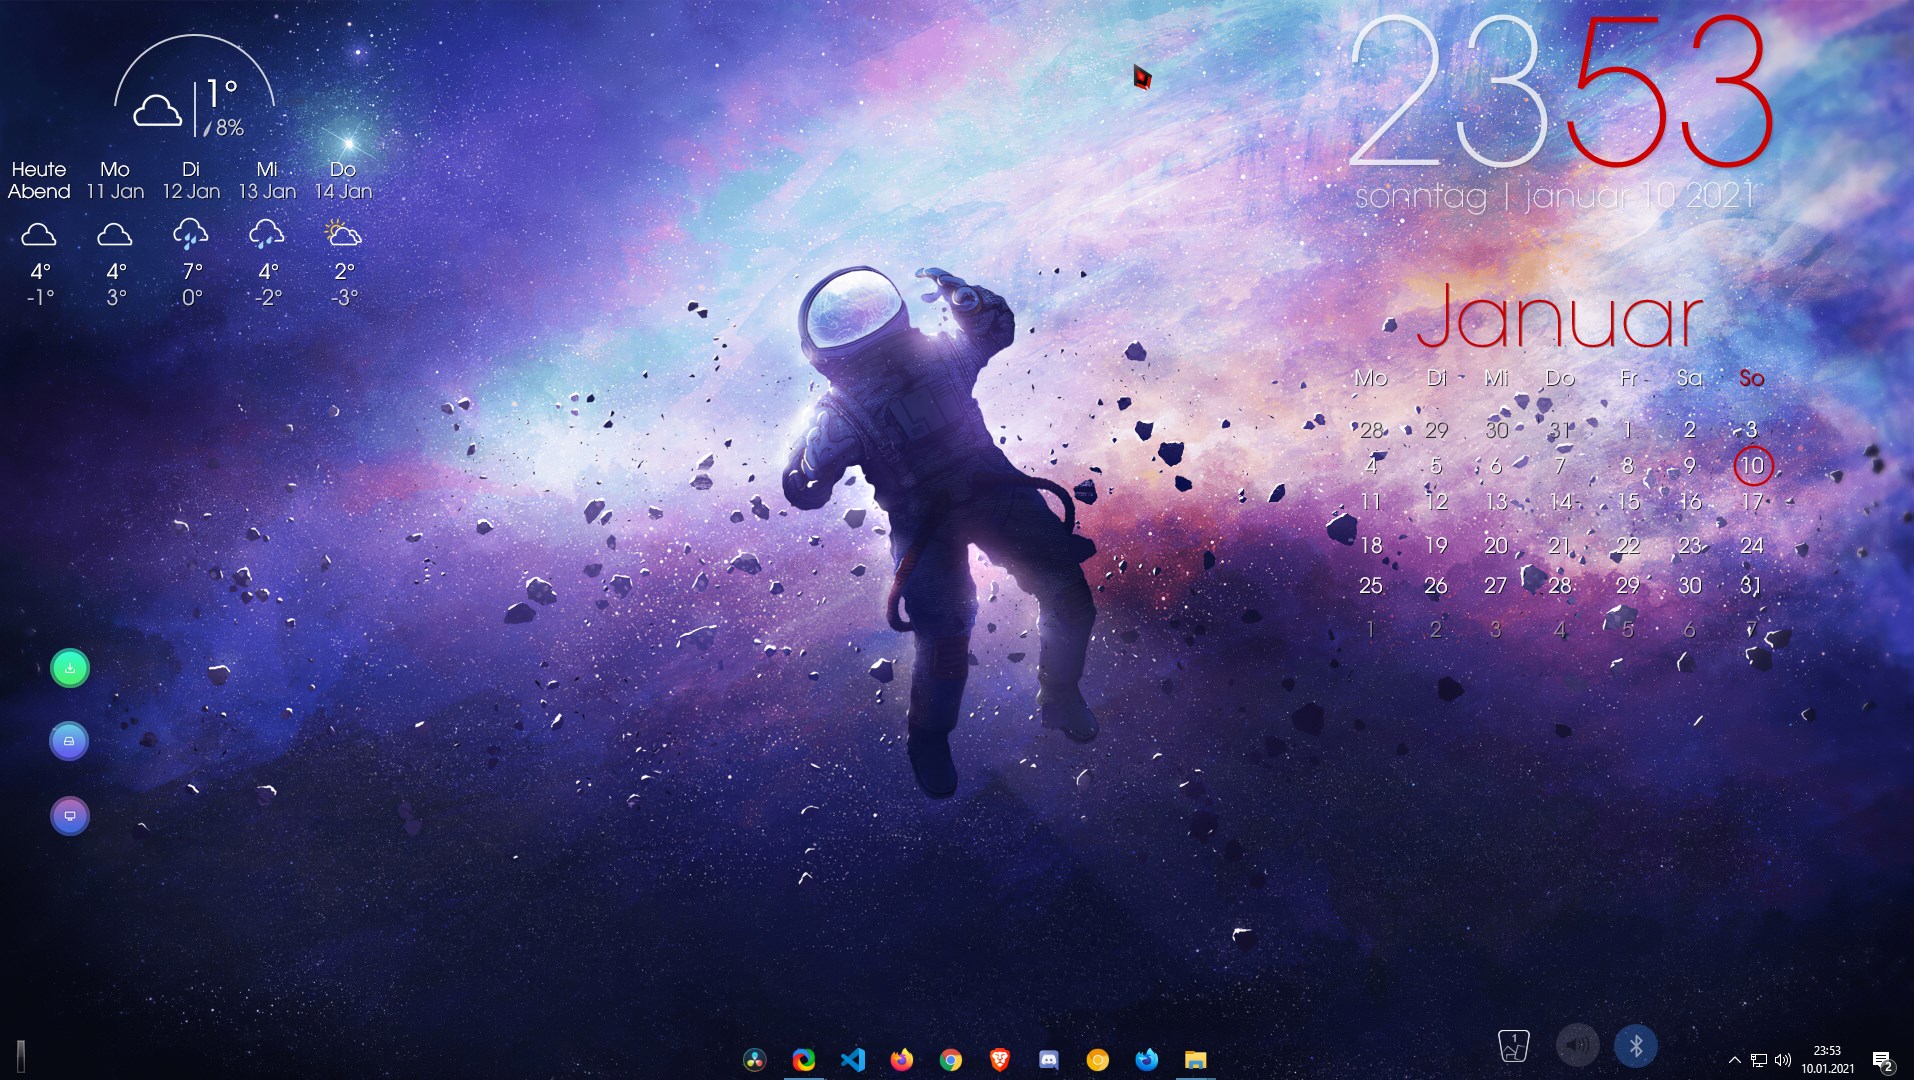 1°
8%
Heute Abend
Mo 11 Jan
Di 12 Jan
Mi 13 Jan
Do 14 Jan
4° 4° 7° 4° 2°
-1° 3° 0° -2° -3°
2353
sonntag | januar 10 2021
Januar
Mo Di Mi Do Fr Sa So
28 29 30 31 1 2 3
4 5 6 7 8 9 10
11 12 13 14 15 16 17
18 19 20 21 22 23 24
25 26 27 28 29 30 31
1 2 3 4 5 6 7
1
23:53
10.01.2021
2